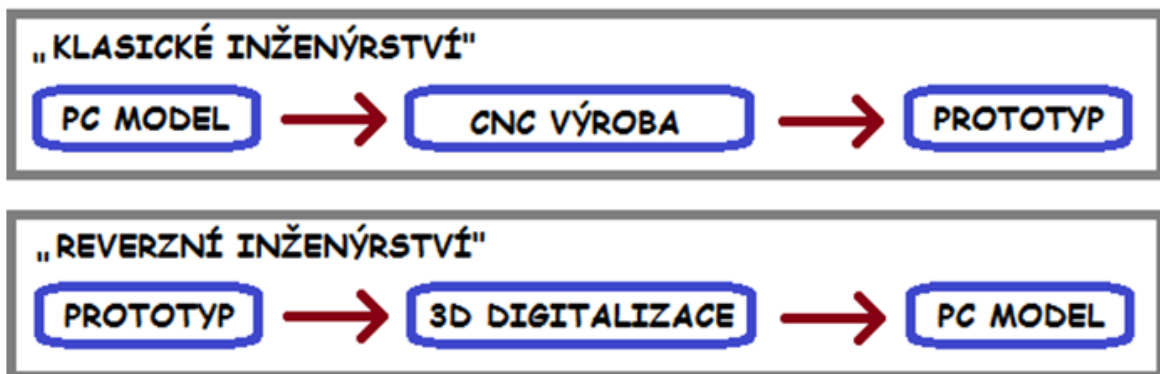 „KLASICKÉ INŽENÝRSTVÍ"
PC MODEL CNC VÝROBA PROTOTYP
„REVERZNÍ INŽENÝRSTVÍ"
PROTOTYP 3D DIGITALIZACE PC MODEL